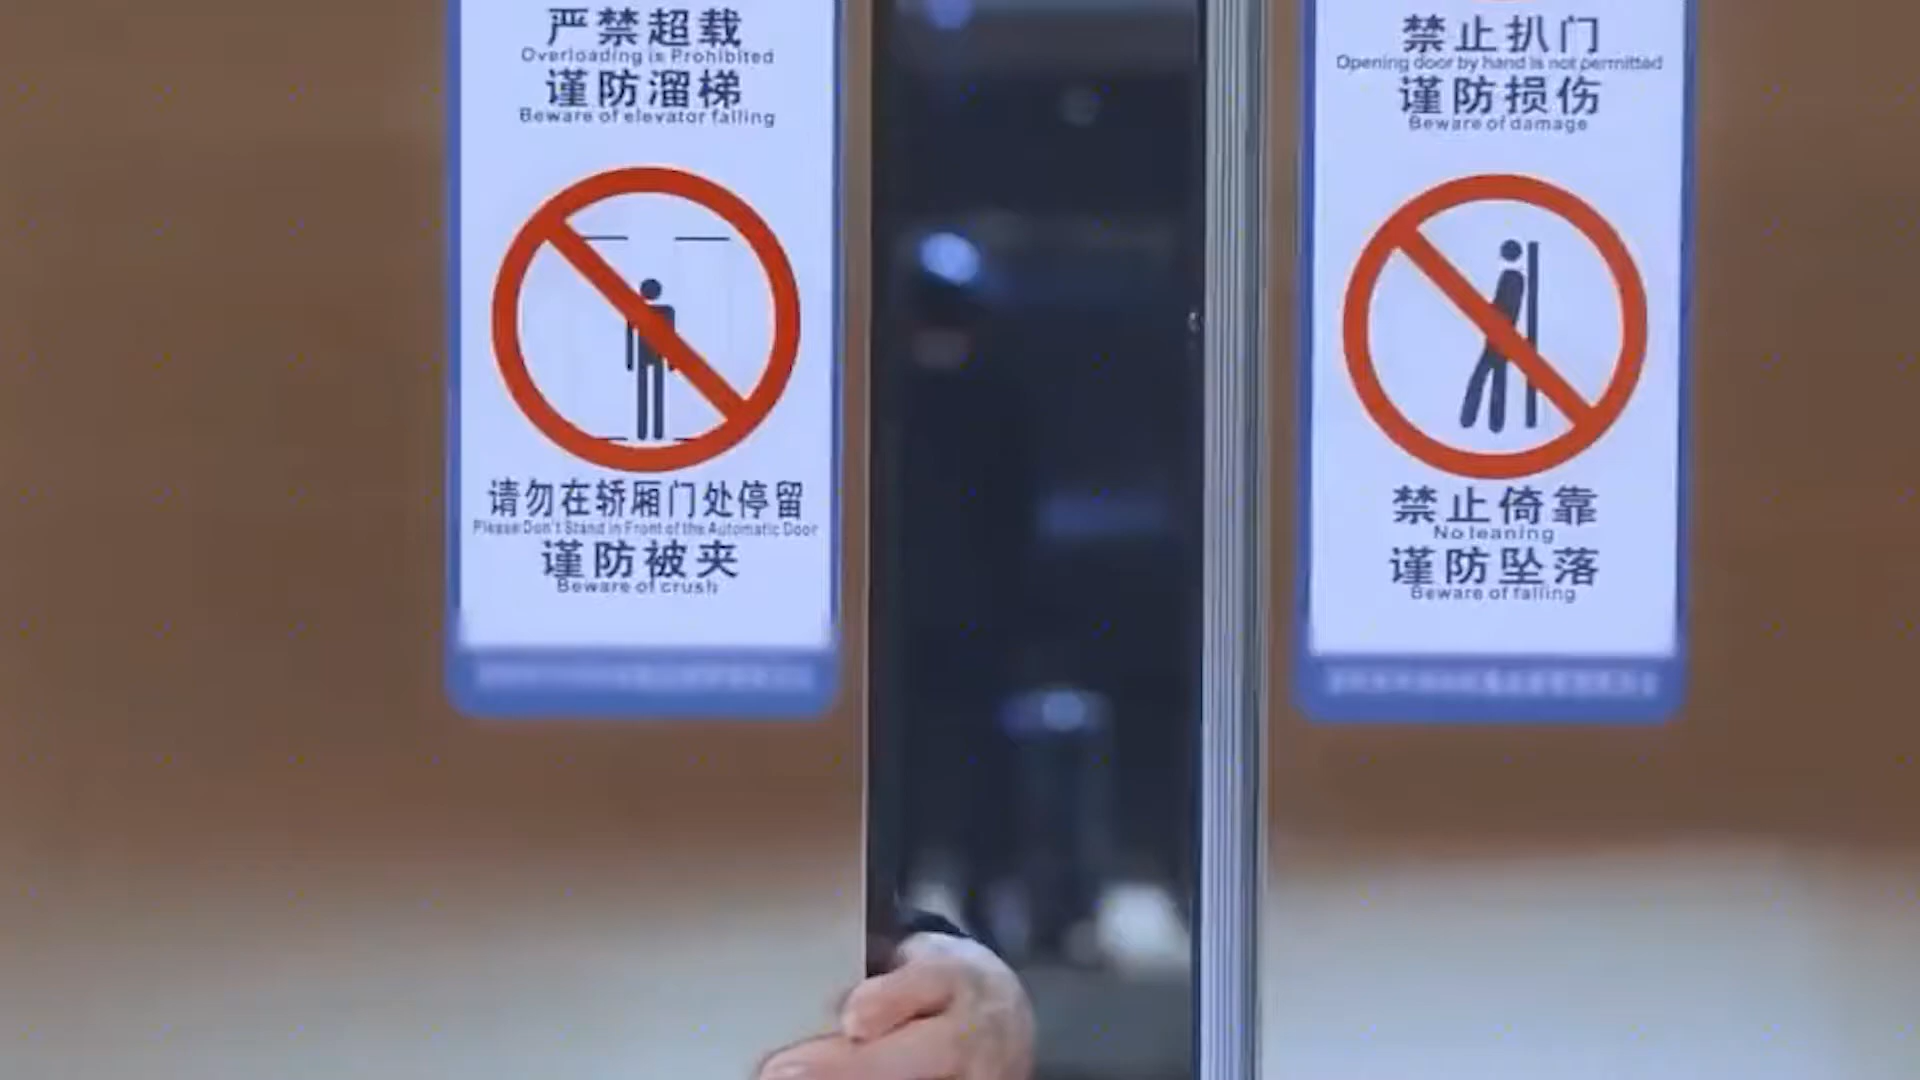 严禁超载
Overloading is Prohibited
谨防溜梯
Beware of elevator falling
请勿在轿厢门处停留
Please Don't Stand in Front of the Automatic Door
谨防被夹
Beware of crush
禁止扒门
Opening door by hand is not permitted
谨防损伤
Beware of damage
禁止倚靠
No leaning
谨防坠落
Beware of falling